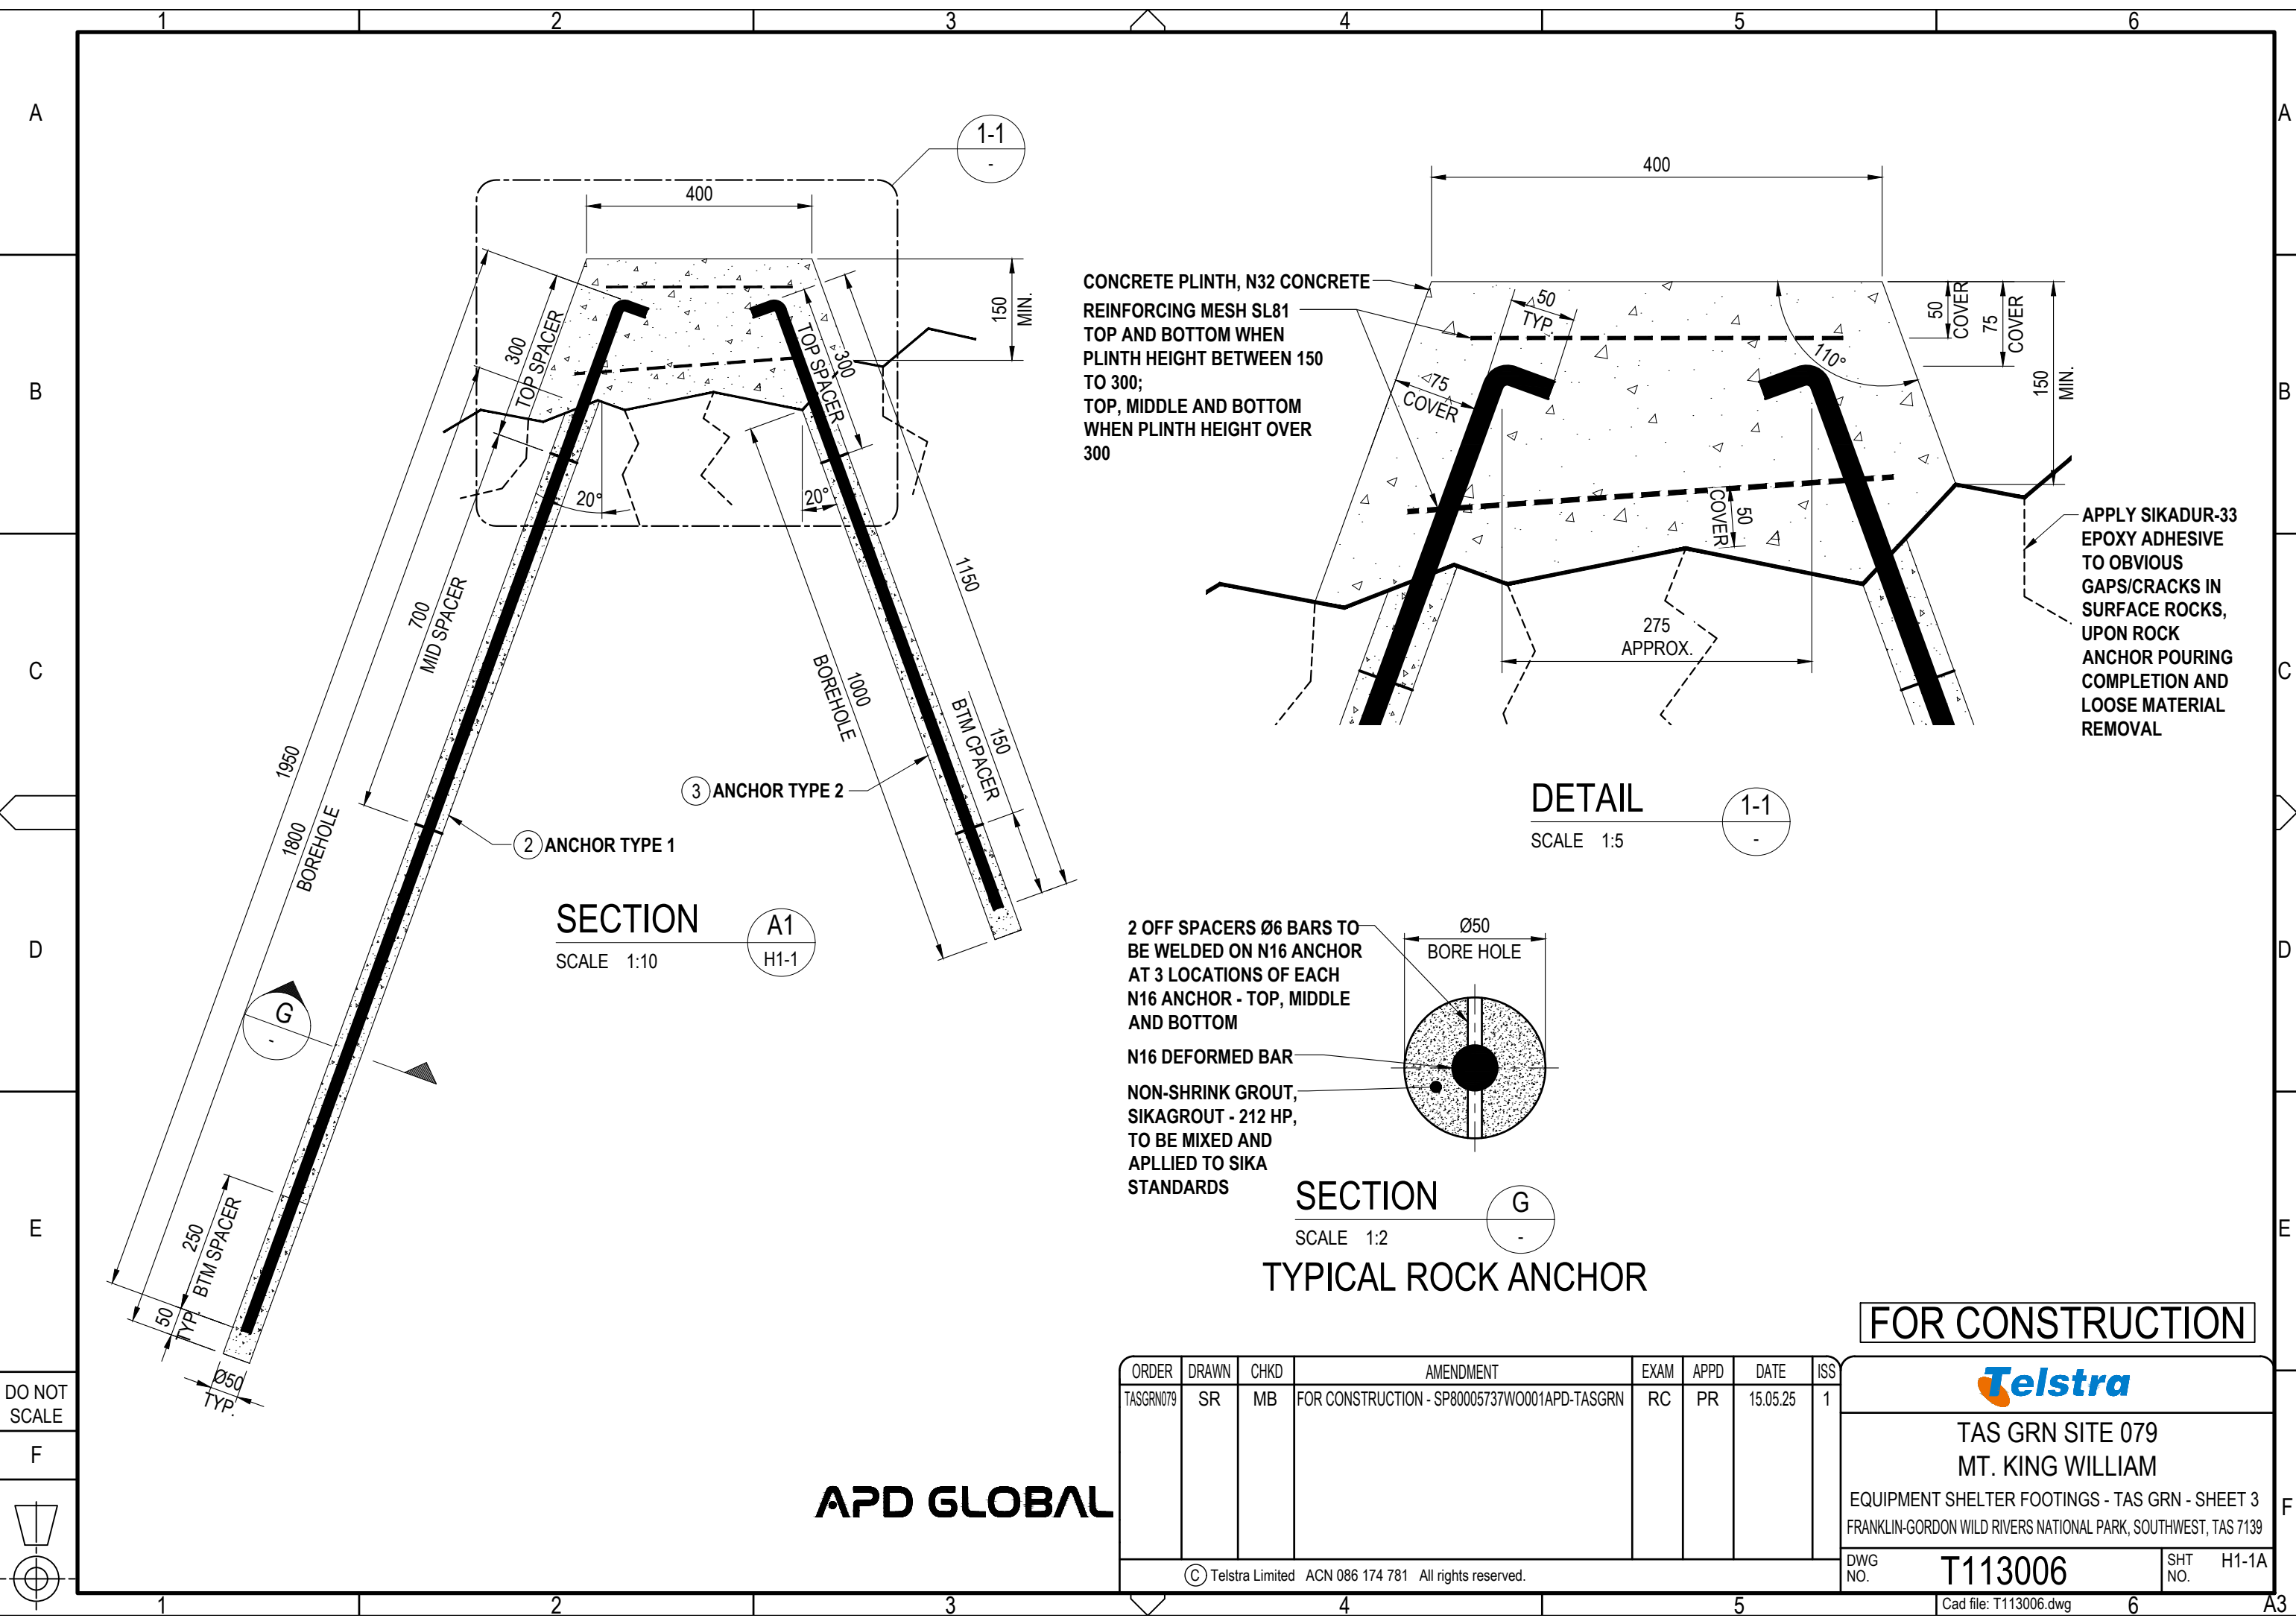 1 2 3 4 5 6
A
B
C
D
E
F
DO NOT
SCALE
A
B
C
D
E
F
1-1
-
400
150
MIN.
300
TOP SPACER
TOP SPACER
300
20°
20°
700
MID SPACER
1950
1800
BOREHOLE
1150
1000
BOREHOLE
150
BTM CPACER
3 ANCHOR TYPE 2
2 ANCHOR TYPE 1
G
-
250
BTM SPACER
50
TYP.
Ø50
TYP.
SECTION
SCALE 1:10
A1
H1-1
400
CONCRETE PLINTH, N32 CONCRETE
REINFORCING MESH SL81
TOP AND BOTTOM WHEN
PLINTH HEIGHT BETWEEN 150
TO 300;
TOP, MIDDLE AND BOTTOM
WHEN PLINTH HEIGHT OVER
300
50
TYP.
75
COVER
110°
50
COVER
75
COVER
150
MIN.
50
COVER
275
APPROX.
APPLY SIKADUR-33
EPOXY ADHESIVE
TO OBVIOUS
GAPS/CRACKS IN
SURFACE ROCKS,
UPON ROCK
ANCHOR POURING
COMPLETION AND
LOOSE MATERIAL
REMOVAL
DETAIL
SCALE 1:5
1-1
-
2 OFF SPACERS Ø6 BARS TO
BE WELDED ON N16 ANCHOR
AT 3 LOCATIONS OF EACH
N16 ANCHOR - TOP, MIDDLE
AND BOTTOM
N16 DEFORMED BAR
NON-SHRINK GROUT,
SIKAGROUT - 212 HP,
TO BE MIXED AND
APLLIED TO SIKA
STANDARDS
Ø50
BORE HOLE
SECTION
SCALE 1:2
G
-
TYPICAL ROCK ANCHOR
FOR CONSTRUCTION
ORDER DRAWN CHKD AMENDMENT EXAM APPD DATE ISS
TASGRN079 SR MB FOR CONSTRUCTION - SP80005737WO001APD-TASGRN RC PR 15.05.25 1
© Telstra Limited ACN 086 174 781 All rights reserved.
APD GLOBAL
Telstra
TAS GRN SITE 079
MT. KING WILLIAM
EQUIPMENT SHELTER FOOTINGS - TAS GRN - SHEET 3
FRANKLIN-GORDON WILD RIVERS NATIONAL PARK, SOUTHWEST, TAS 7139
DWG
NO.
T113006
SHT
NO.
H1-1A
Cad file: T113006.dwg
1 2 3 4 5 6 A3